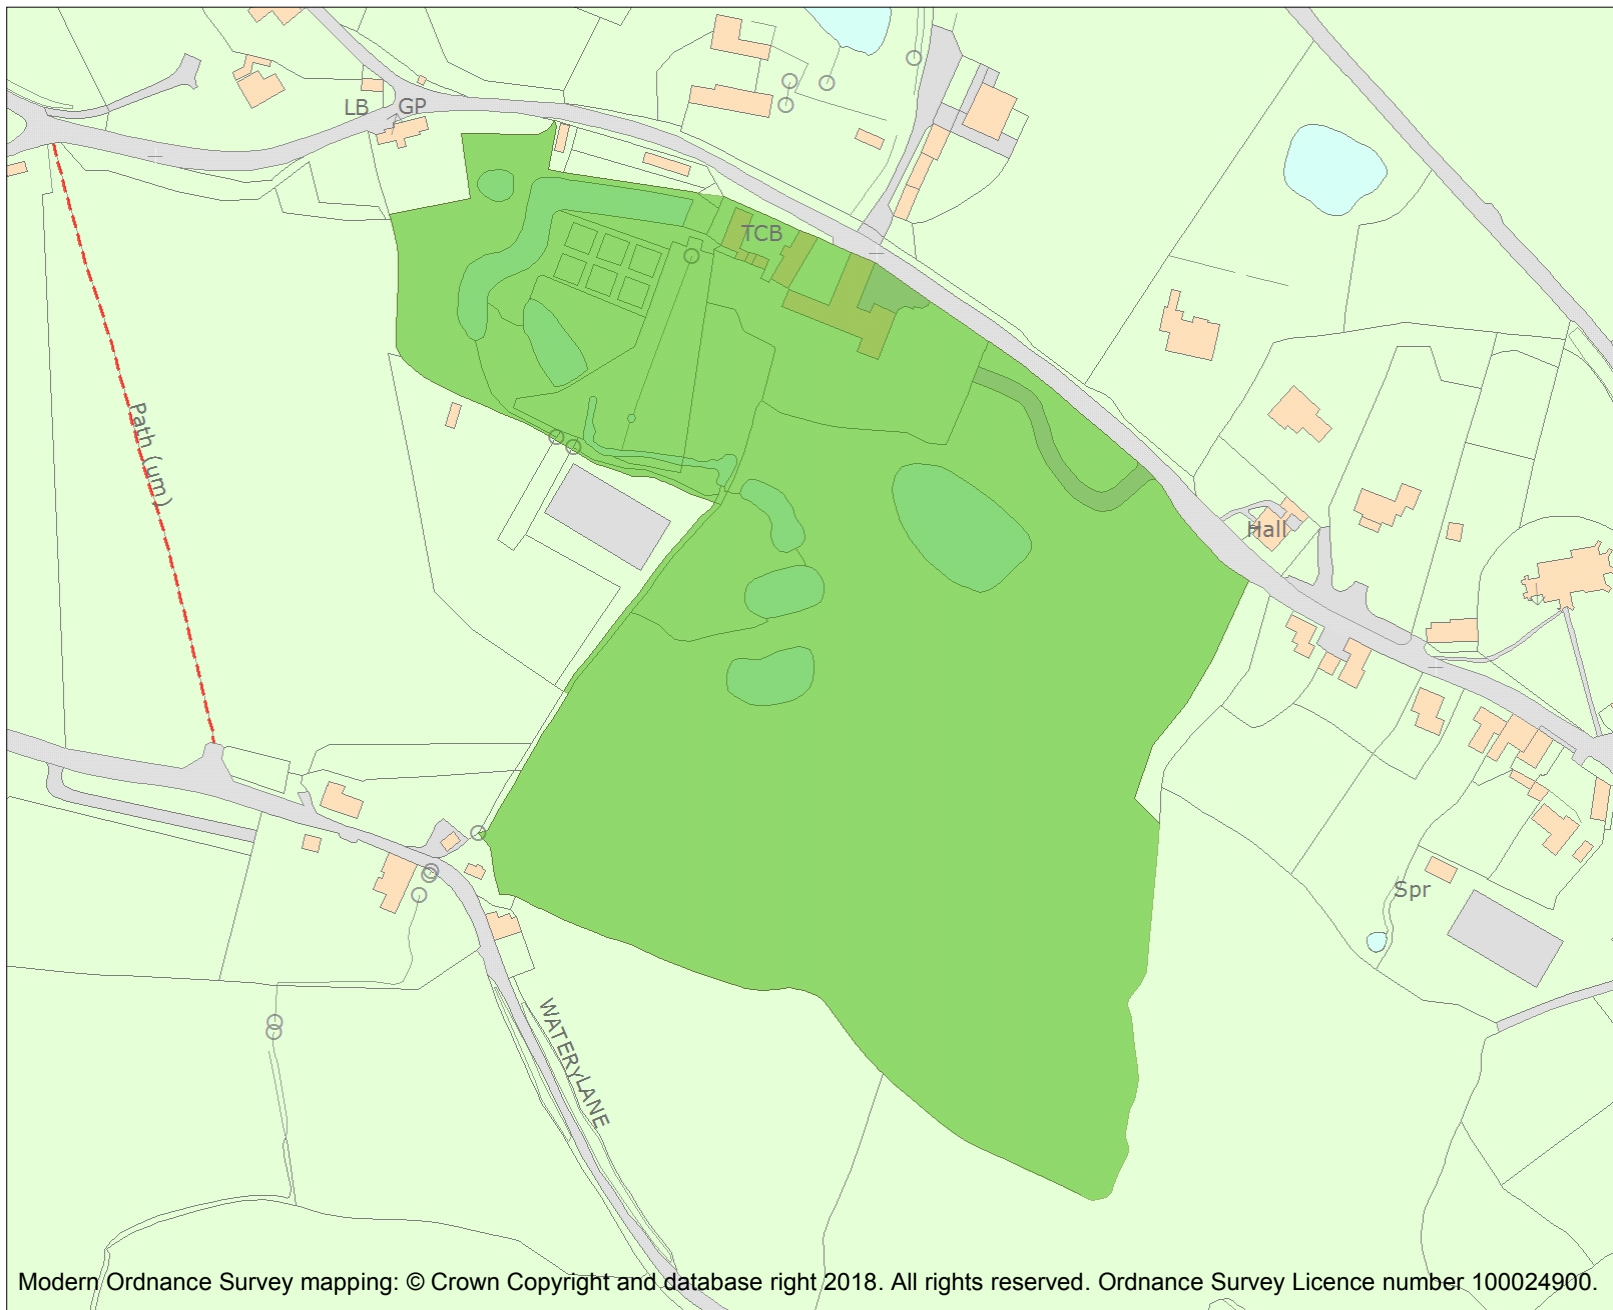 LB
GP
TCB
Path (um)
Hall
Spr
WATERY LANE
Modern Ordnance Survey mapping: © Crown Copyright and database right 2018. All rights reserved. Ordnance Survey Licence number 100024900.